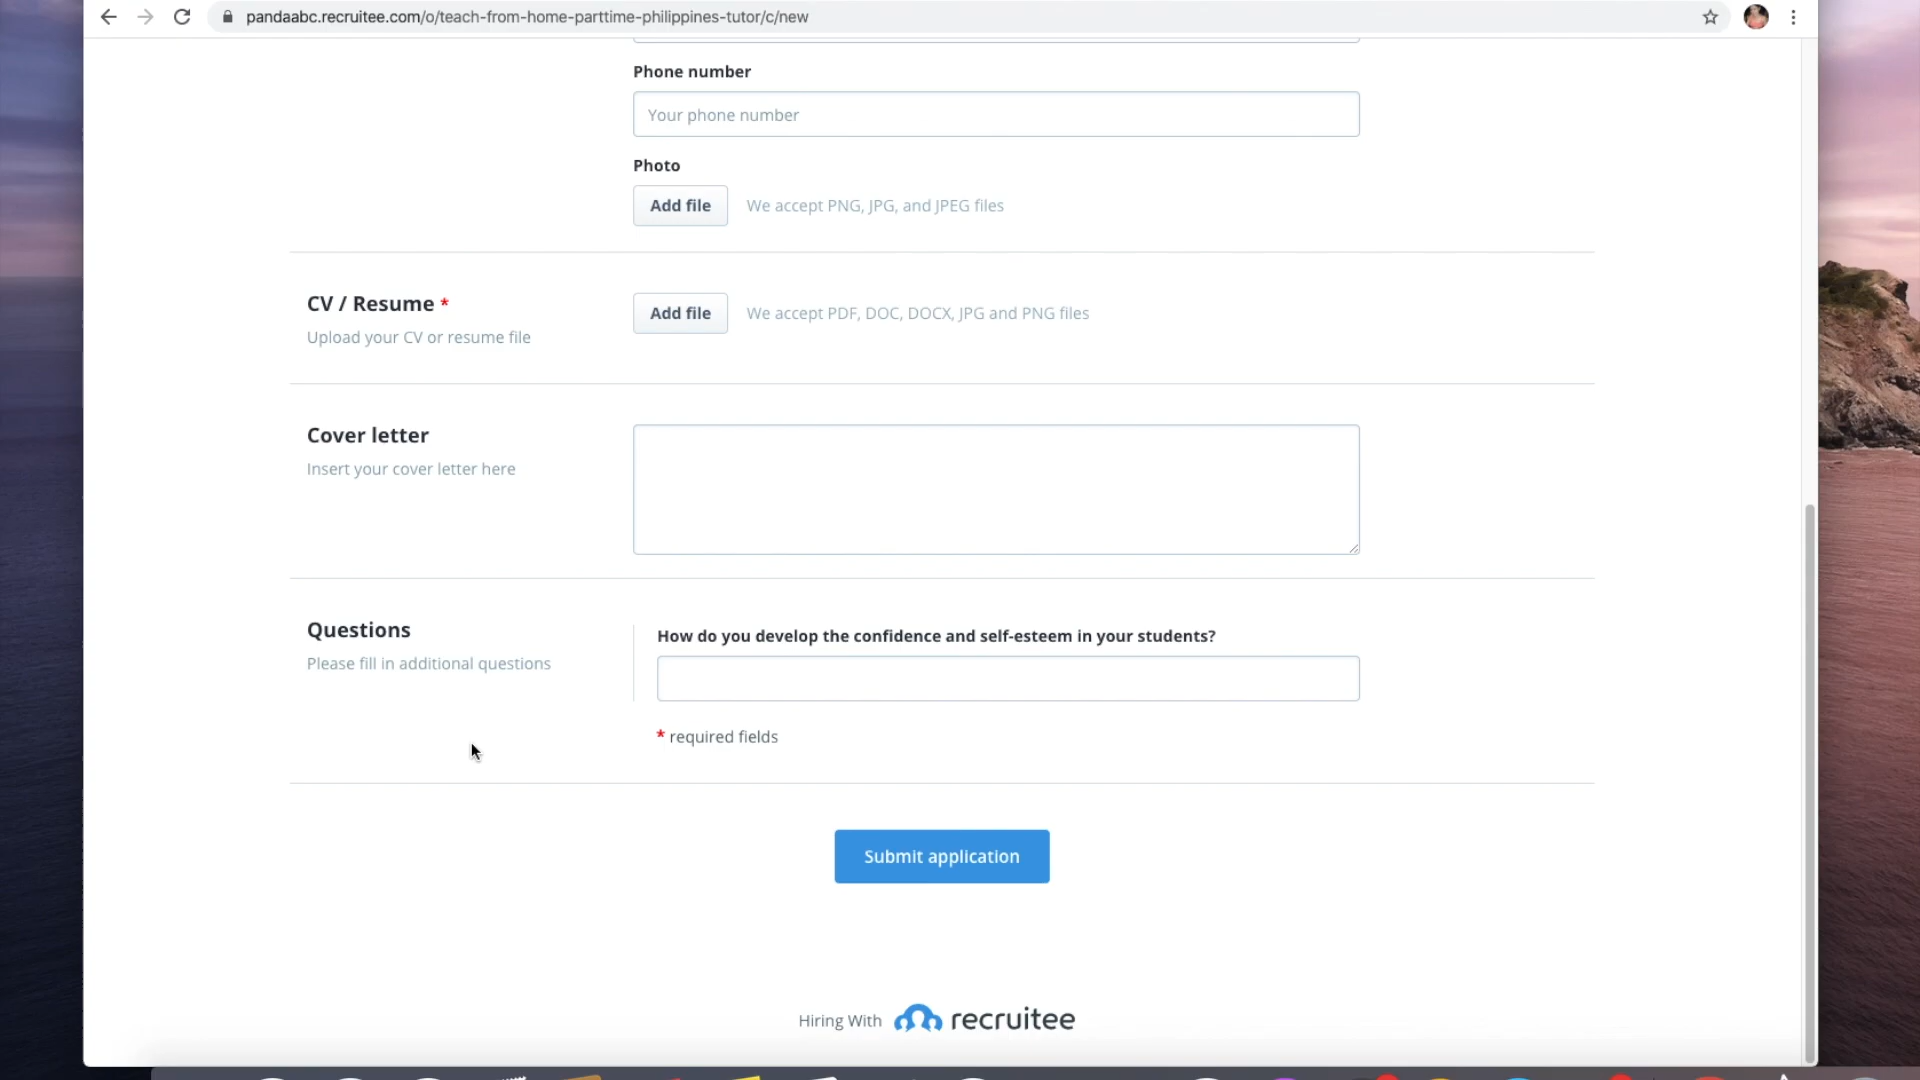 pandaabc.recruitee.com/o/teach-from-home-parttime-philippines-tutor/c/new
Phone number
Your phone number
Photo
Add file We accept PNG, JPG, and JPEG files
CV / Resume * Add file We accept PDF, DOC, DOCX, JPG and PNG files
Upload your CV or resume file
Cover letter
Insert your cover letter here
Questions How do you develop the confidence and self-esteem in your students?
Please fill in additional questions
* required fields
Submit application
Hiring With recruitee